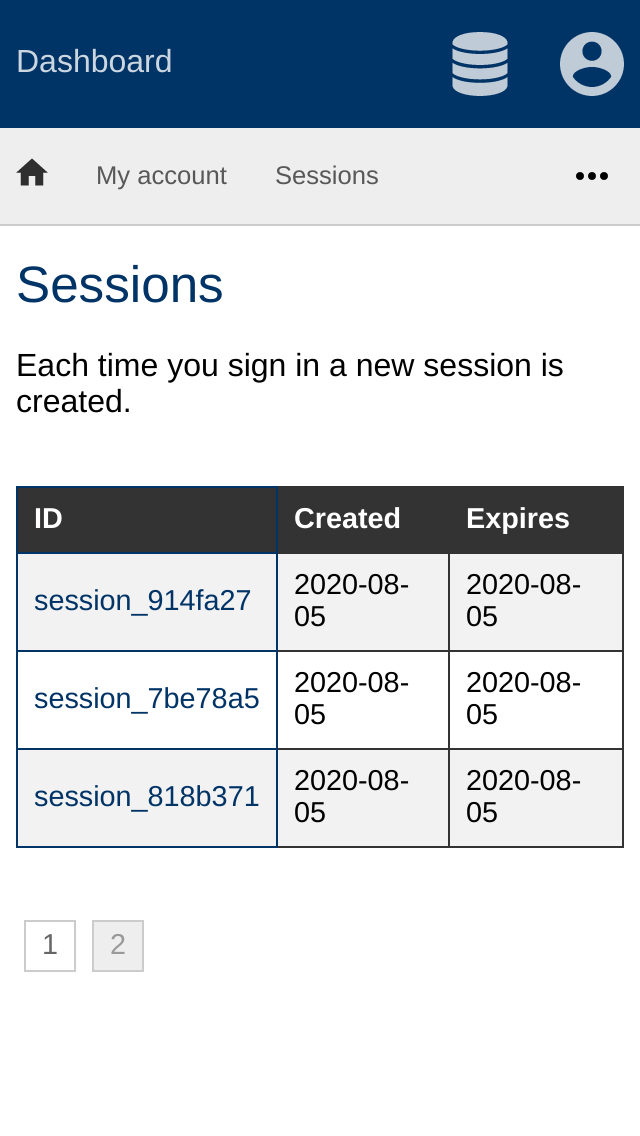 Dashboard
My account Sessions
Sessions
Each time you sign in a new session is
created.
ID Created Expires
session_914fa27 2020-08-05 2020-08-05
session_7be78a5 2020-08-05 2020-08-05
session_818b371 2020-08-05 2020-08-05
1 2